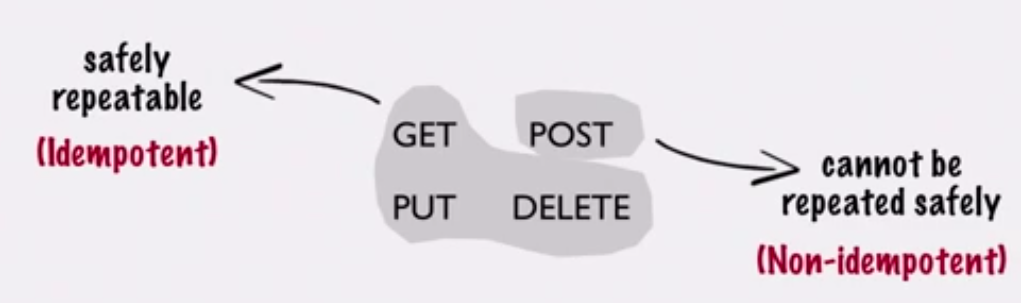 safely
repeatable
(Idempotent)
GET POST
PUT DELETE
cannot be
repeated safely
(Non-idempotent)